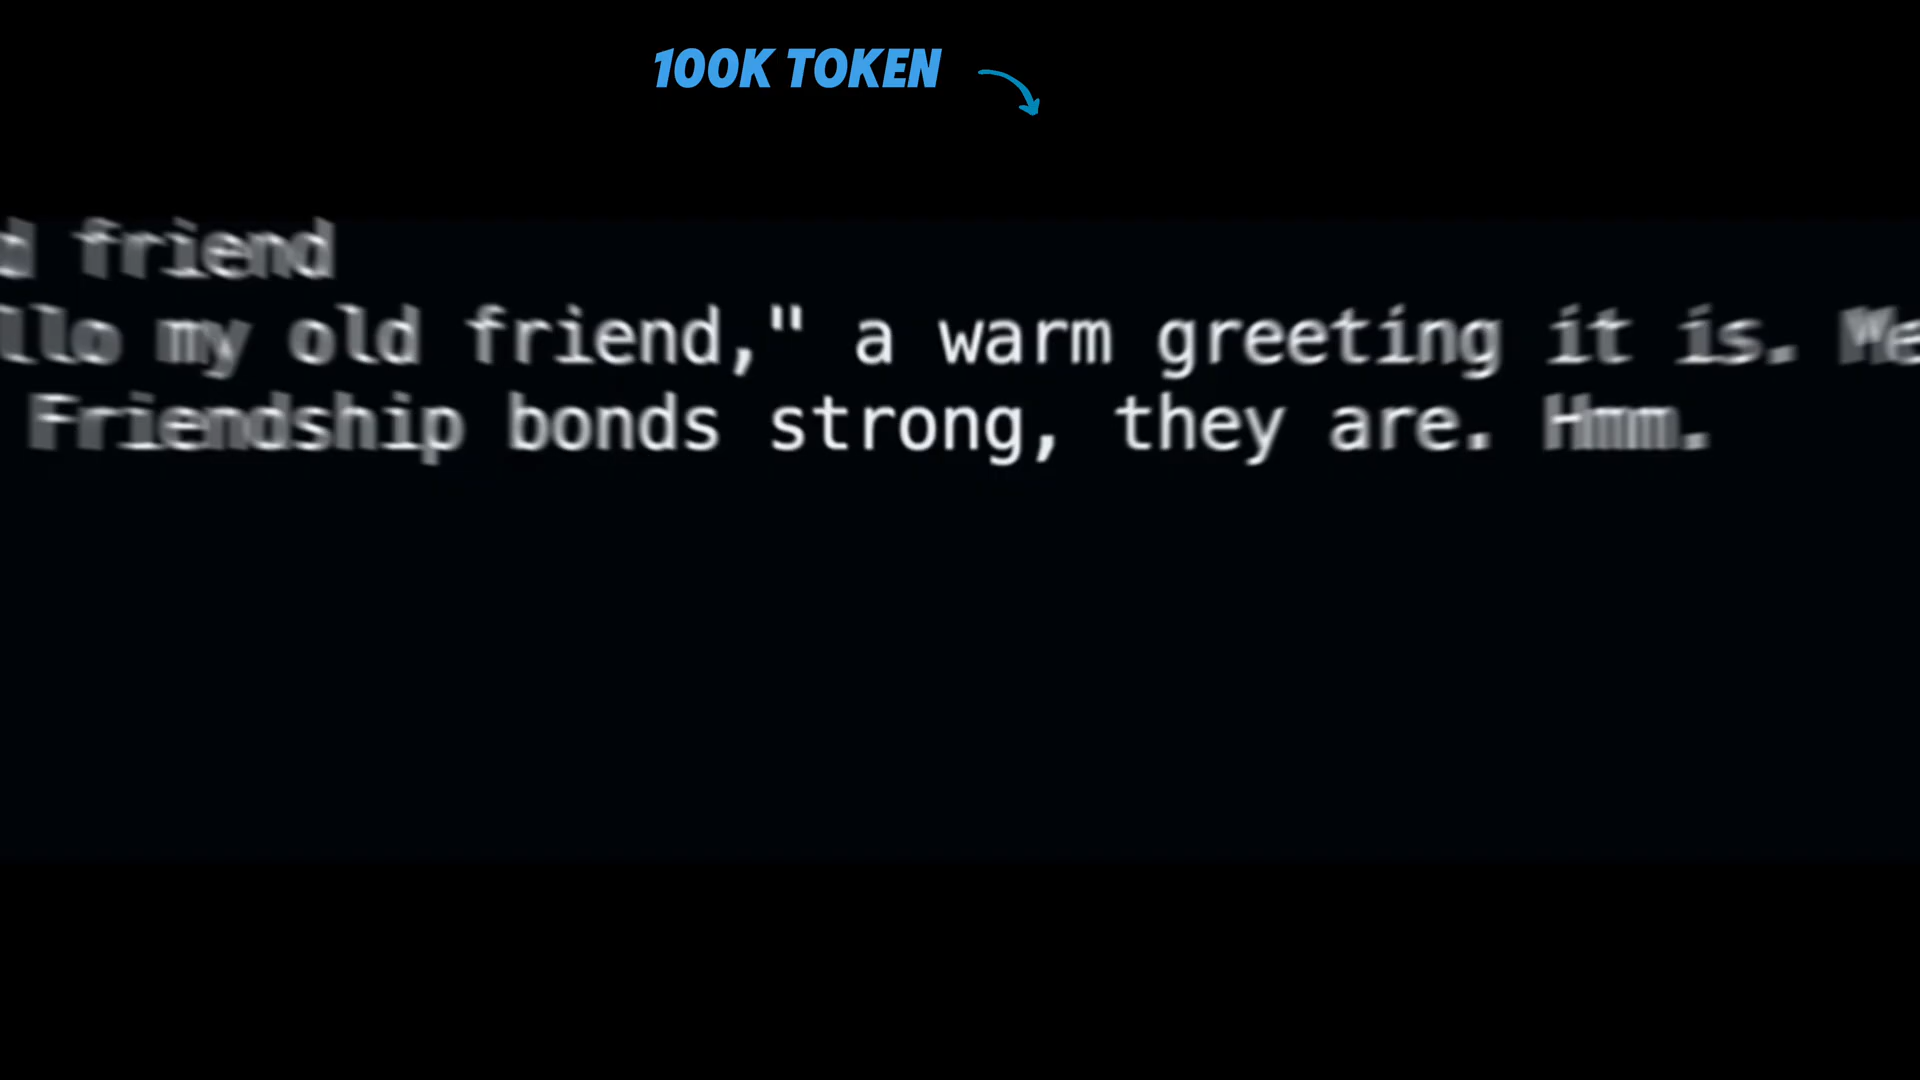 100K TOKEN
friend
my old friend," a warm greeting it is.
Friendship bonds strong, they are. Hmm.